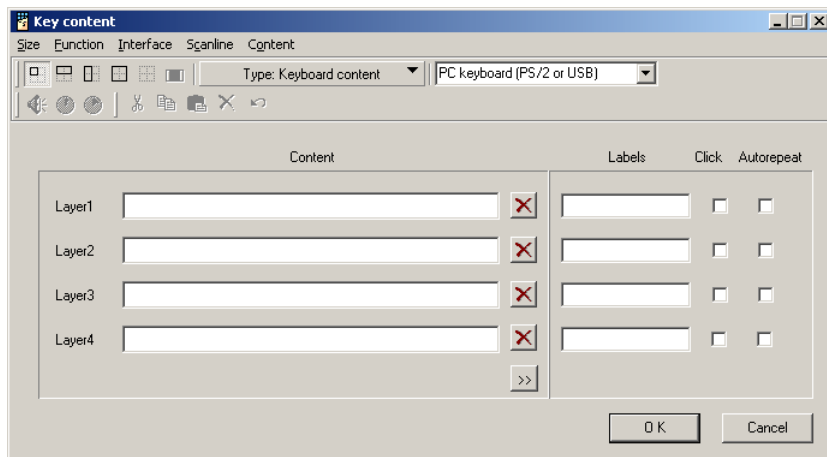 Key content
Size Function Interface Scanline Content
Type: Keyboard content PC keyboard (PS/2 or USB)
Content Labels Click Autorepeat
Layer1
Layer2
Layer3
Layer4
>>
OK Cancel